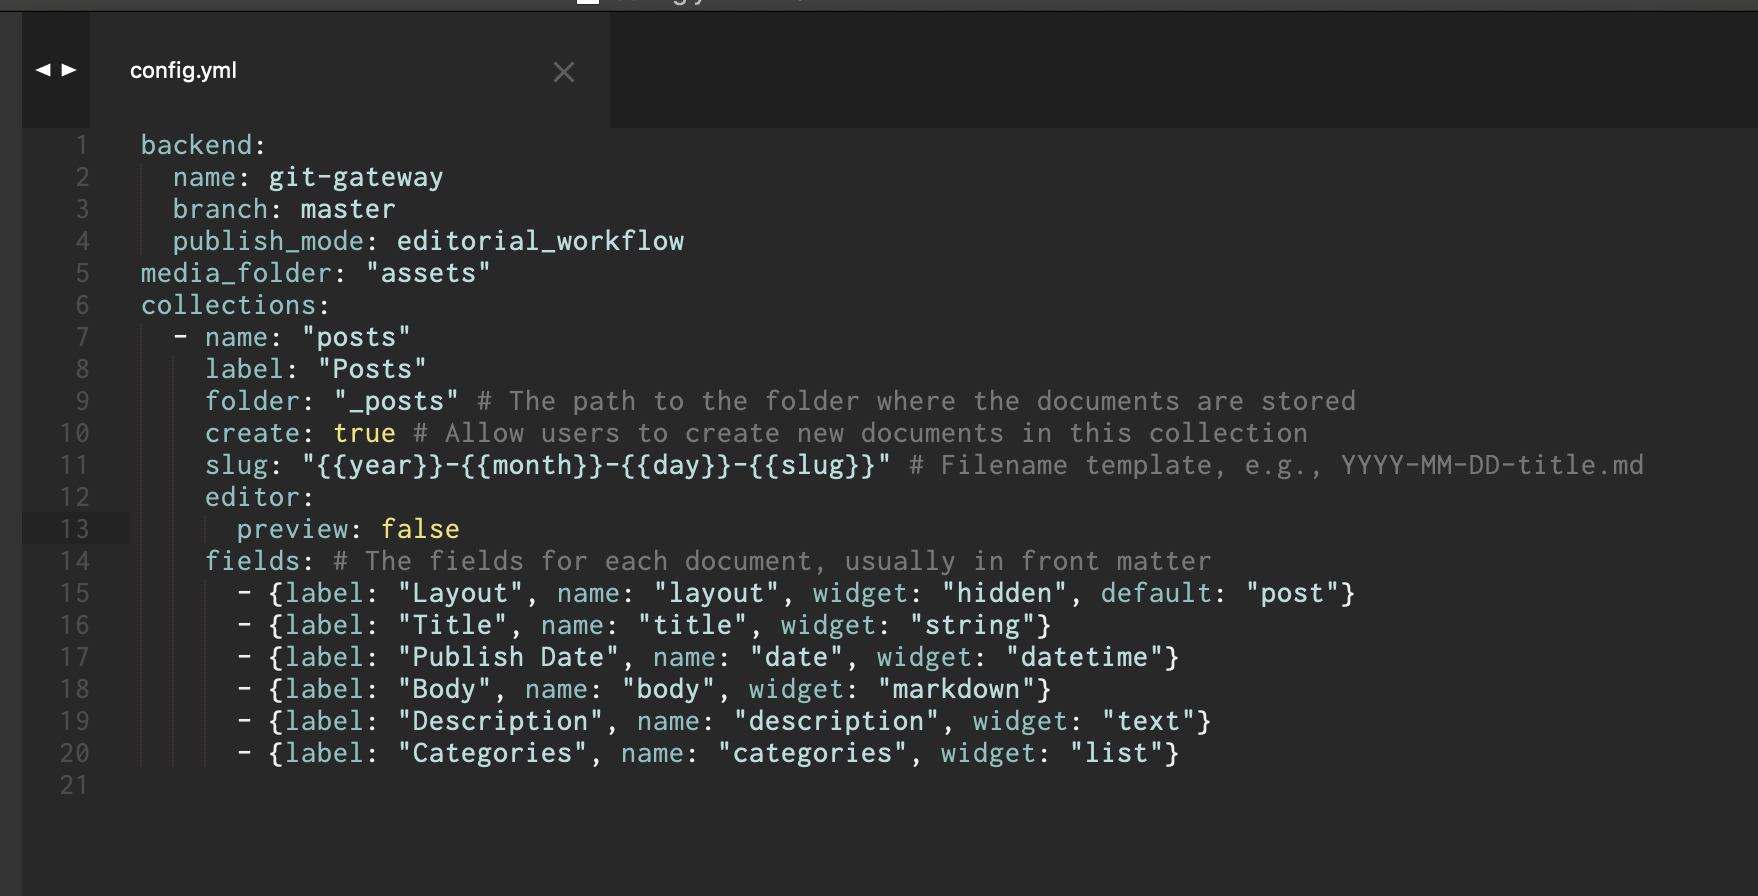 config.yml
1 backend:
2   name: git-gateway
3   branch: master
4   publish_mode: editorial_workflow
5 media_folder: "assets"
6 collections:
7   - name: "posts"
8     label: "Posts"
9     folder: "_posts" # The path to the folder where the documents are stored
10     create: true # Allow users to create new documents in this collection
11     slug: "{{year}}-{{month}}-{{day}}-{{slug}}" # Filename template, e.g., YYYY-MM-DD-title.md
12     editor:
13       preview: false
14     fields: # The fields for each document, usually in front matter
15       - {label: "Layout", name: "layout", widget: "hidden", default: "post"}
16       - {label: "Title", name: "title", widget: "string"}
17       - {label: "Publish Date", name: "date", widget: "datetime"}
18       - {label: "Body", name: "body", widget: "markdown"}
19       - {label: "Description", name: "description", widget: "text"}
20       - {label: "Categories", name: "categories", widget: "list"}
21